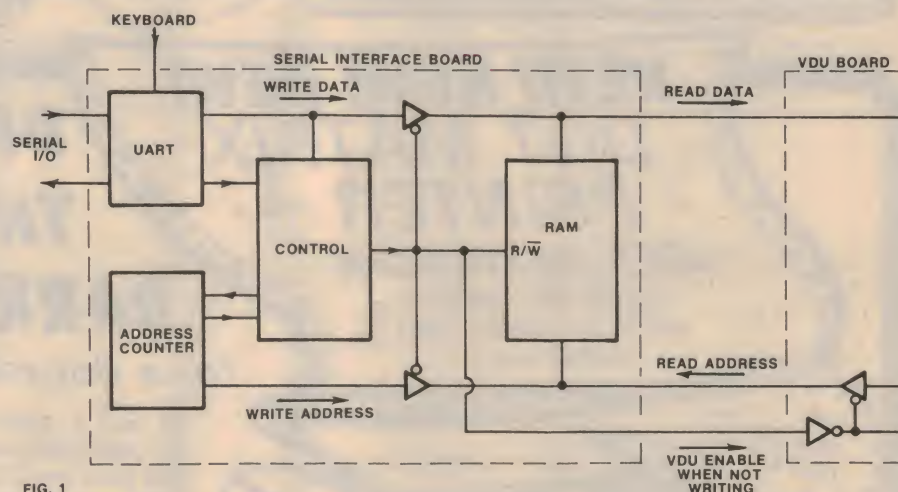 KEYBOARD
SERIAL INTERFACE BOARD
VDU BOARD
WRITE DATA
READ DATA
SERIAL
I/O
UART
CONTROL
RAM
R/W̅
ADDRESS
COUNTER
READ ADDRESS
WRITE ADDRESS
VDU ENABLE
WHEN NOT
WRITING
FIG. 1